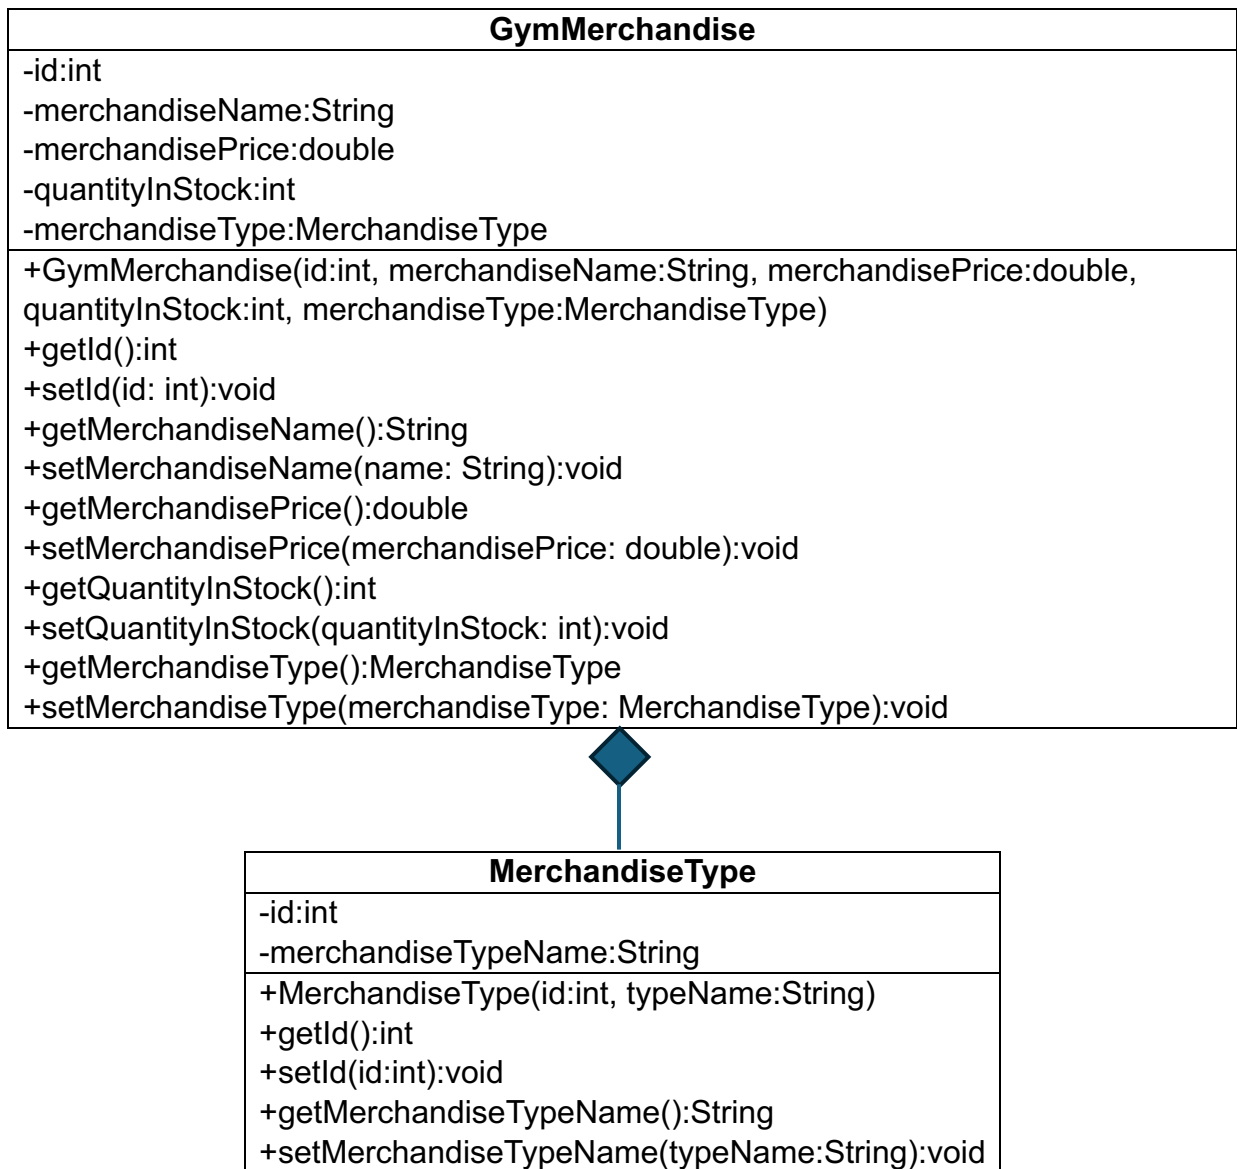 GymMerchandise
-id:int
-merchandiseName:String
-merchandisePrice:double
-quantityInStock:int
-merchandiseType:MerchandiseType
+GymMerchandise(id:int, merchandiseName:String, merchandisePrice:double,
quantityInStock:int, merchandiseType:MerchandiseType)
+getId():int
+setId(id: int):void
+getMerchandiseName():String
+setMerchandiseName(name: String):void
+getMerchandisePrice():double
+setMerchandisePrice(merchandisePrice: double):void
+getQuantityInStock():int
+setQuantityInStock(quantityInStock: int):void
+getMerchandiseType():MerchandiseType
+setMerchandiseType(merchandiseType: MerchandiseType):void
MerchandiseType
-id:int
-merchandiseTypeName:String
+MerchandiseType(id:int, typeName:String)
+getId():int
+setId(id:int):void
+getMerchandiseTypeName():String
+setMerchandiseTypeName(typeName:String):void